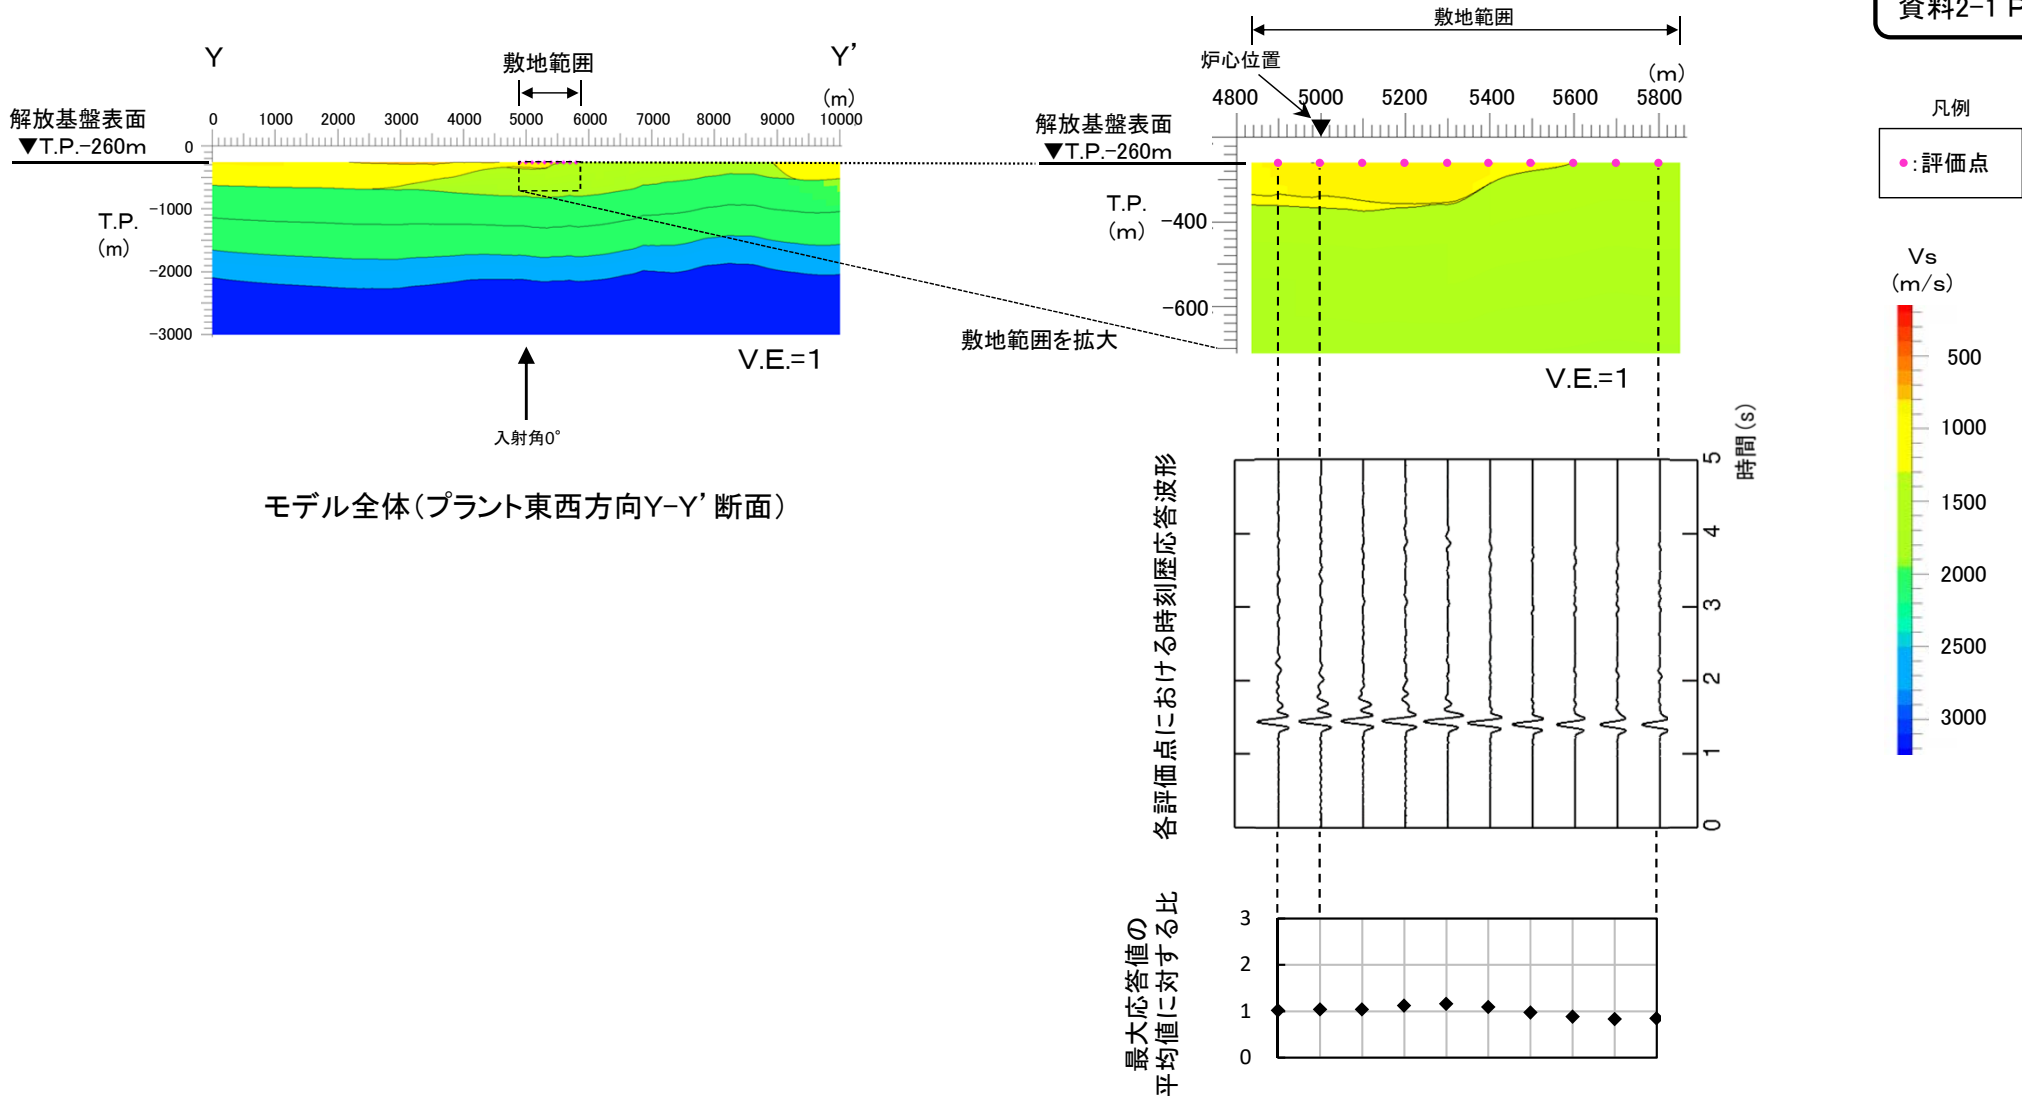 資料2-1 P
Y
Y’
敷地範囲
(m)
解放基盤表面
▼T.P.-260m
0 1000 2000 3000 4000 5000 6000 7000 8000 9000 10000
0
-1000
-2000
-3000
T.P.
(m)
V.E.=1
入射角0°
モデル全体(プラント東西方向Y-Y’断面)
敷地範囲
炉心位置
(m)
4800 5000 5200 5400 5600 5800
解放基盤表面
▼T.P.-260m
T.P.
(m)
-400
-600
敷地範囲を拡大
V.E.=1
凡例
●:評価点
Vs
(m/s)
500
1000
1500
2000
2500
3000
各評価点における時刻歴応答波形
時間(s)
5
4
3
2
1
0
最大応答値の
平均値に対する比
3
2
1
0